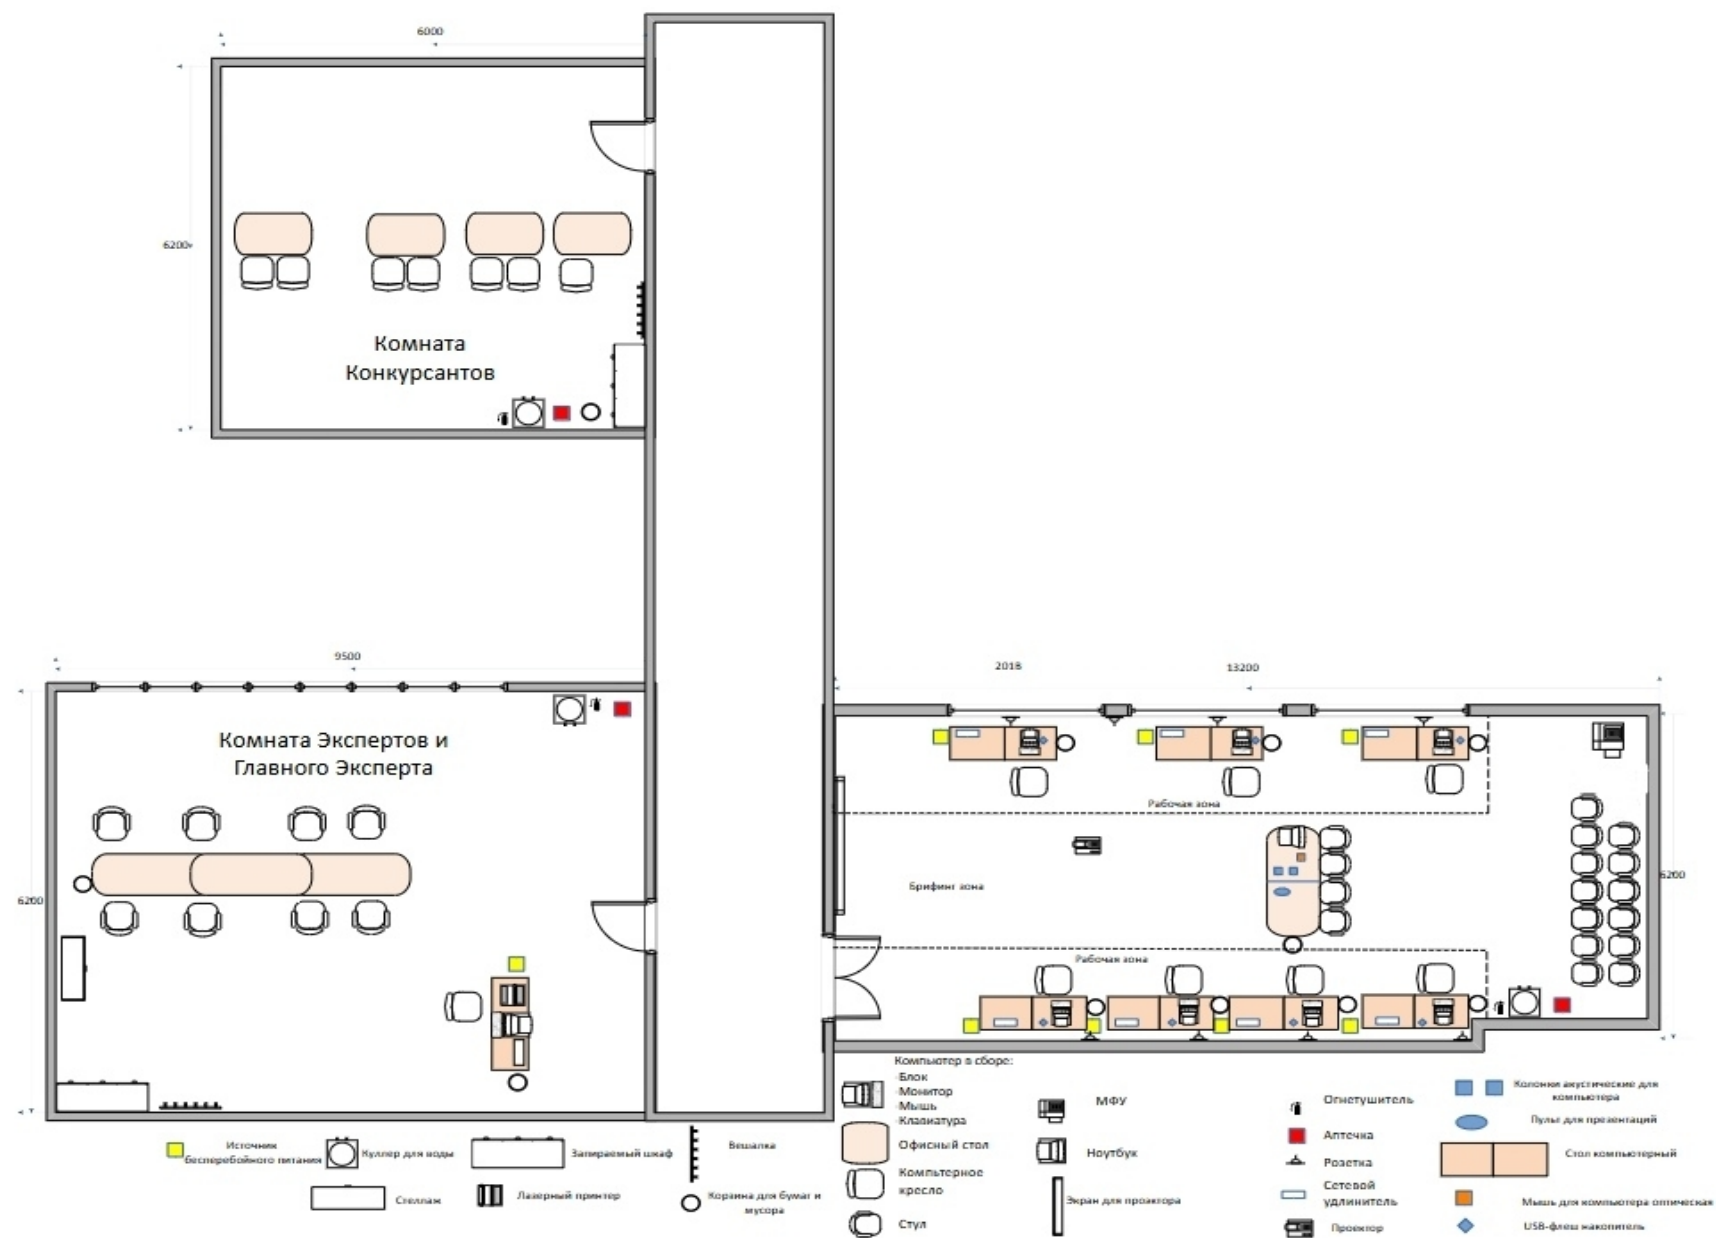 6000
6200
Комната
Конкурсантов
9500
201В
13200
Комната Экспертов и
Главного Эксперта
6200
Рабочая зона
Брифинг зона
6200
Рабочая зона
Компьютер в сборе:
-Блок
-Монитор
-Мышь
-Клавиатура
Офисный стол
Компьтерное
кресло
Стул
МФУ
Ноутбук
Экран для проэктора
Огнетушитель
Аптечка
Розетка
Сетевой
удлинитель
Проектор
Колонки акустические для
компьютера
Пульт для презентаций
Стол компьютерный
Мышь для компьютера оптическая
USB-флеш накопитель
Источник
бесперебойного питания
Куллер для воды
Запираемый шкаф
Вешалка
Стеллаж
Лазерный принтер
Корзина для бумаг и
мусора